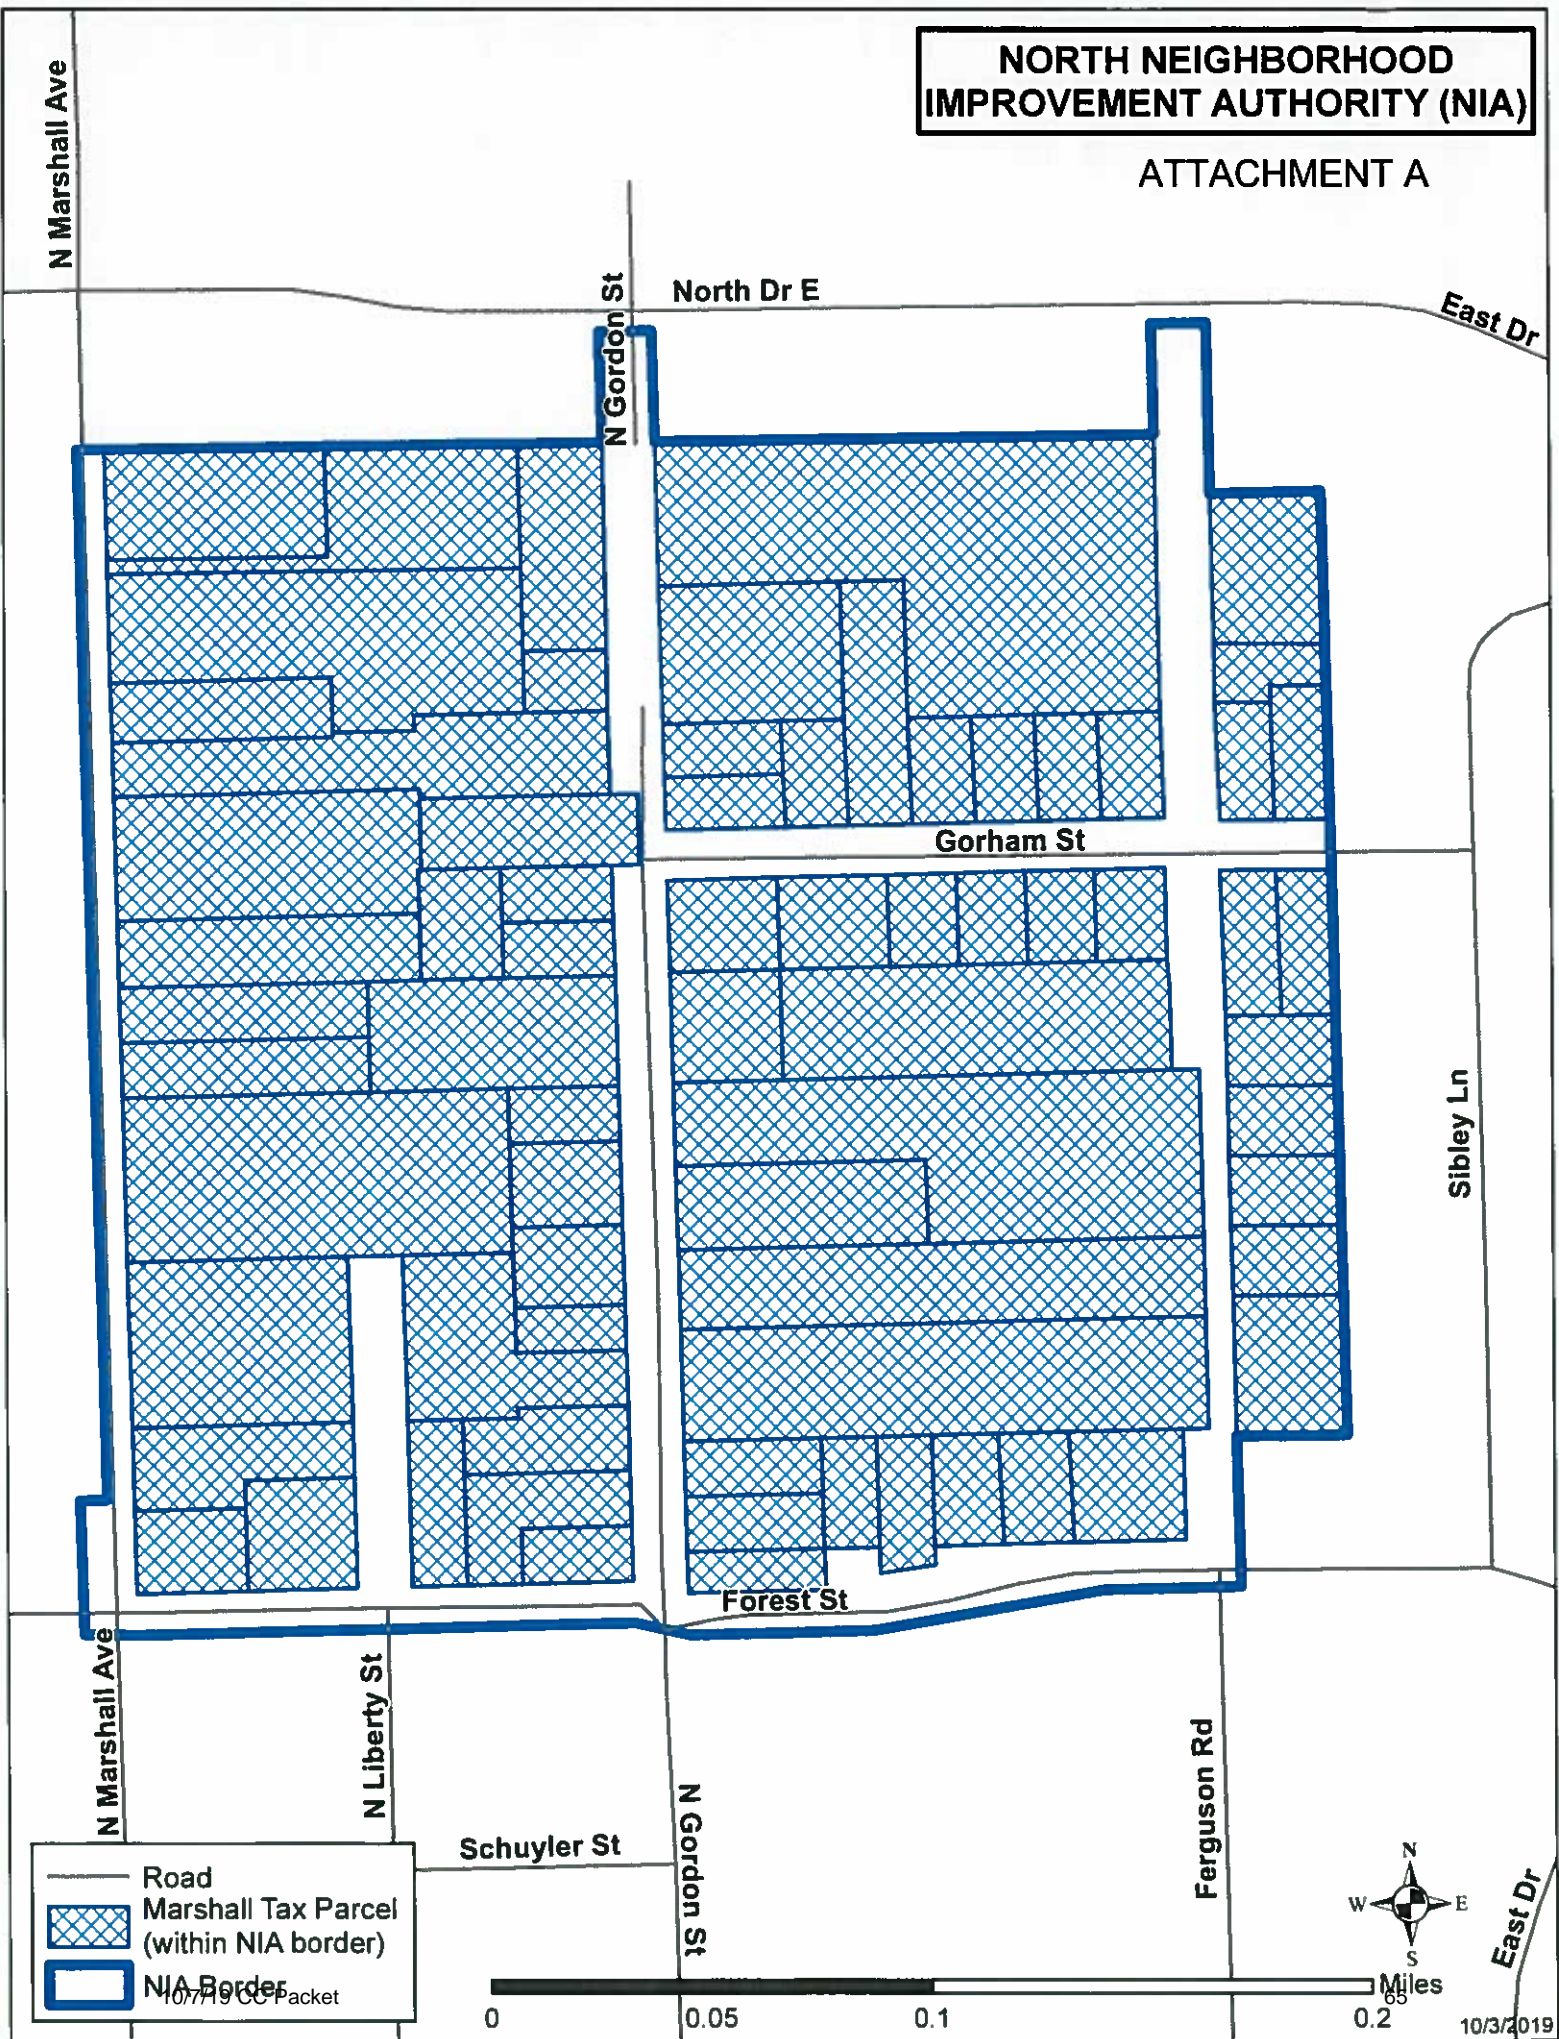 NORTH NEIGHBORHOOD
IMPROVEMENT AUTHORITY (NIA)
ATTACHMENT A
N Marshall Ave
N Gordon St
North Dr E
East Dr
Gorham St
Sibley Ln
Forest St
N Marshall Ave
N Liberty St
Schuyler St
N Gordon St
Ferguson Rd
East Dr
N
W
E
S
Road
Marshall Tax Parcel
(within NIA border)
NIA Border
10/7/19 CC Packet
Miles
65
0
0.05
0.1
0.2
10/3/2019